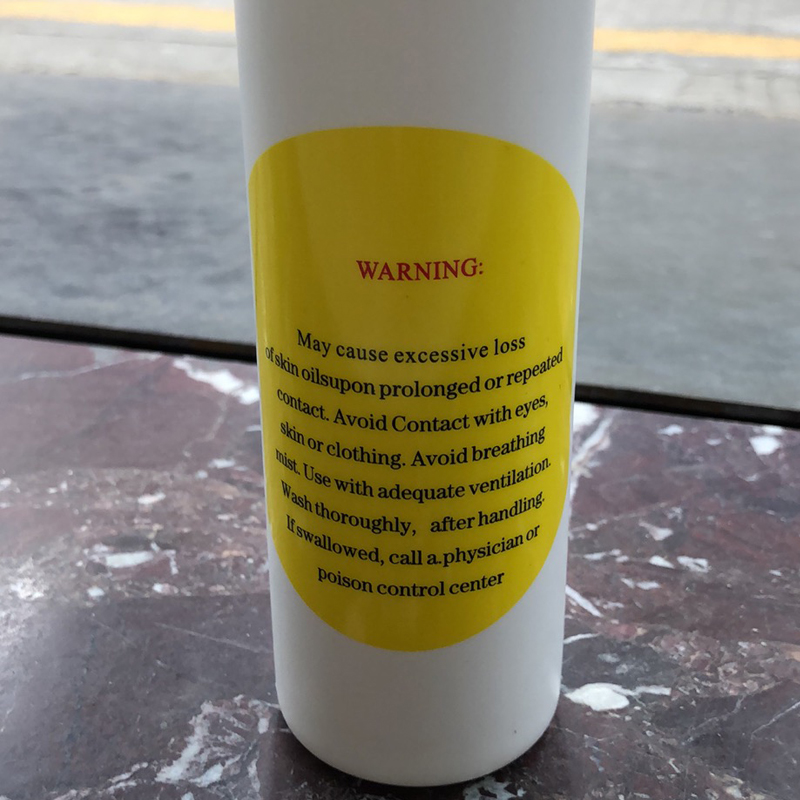 WARNING:
May cause excessive loss
of skin oilsupon prolonged or repeated
contact. Avoid Contact with eyes,
skin or clothing. Avoid breathing
mist. Use with adequate ventilation.
Wash thoroughly, after handling.
If swallowed, call a.physician or
poison control center